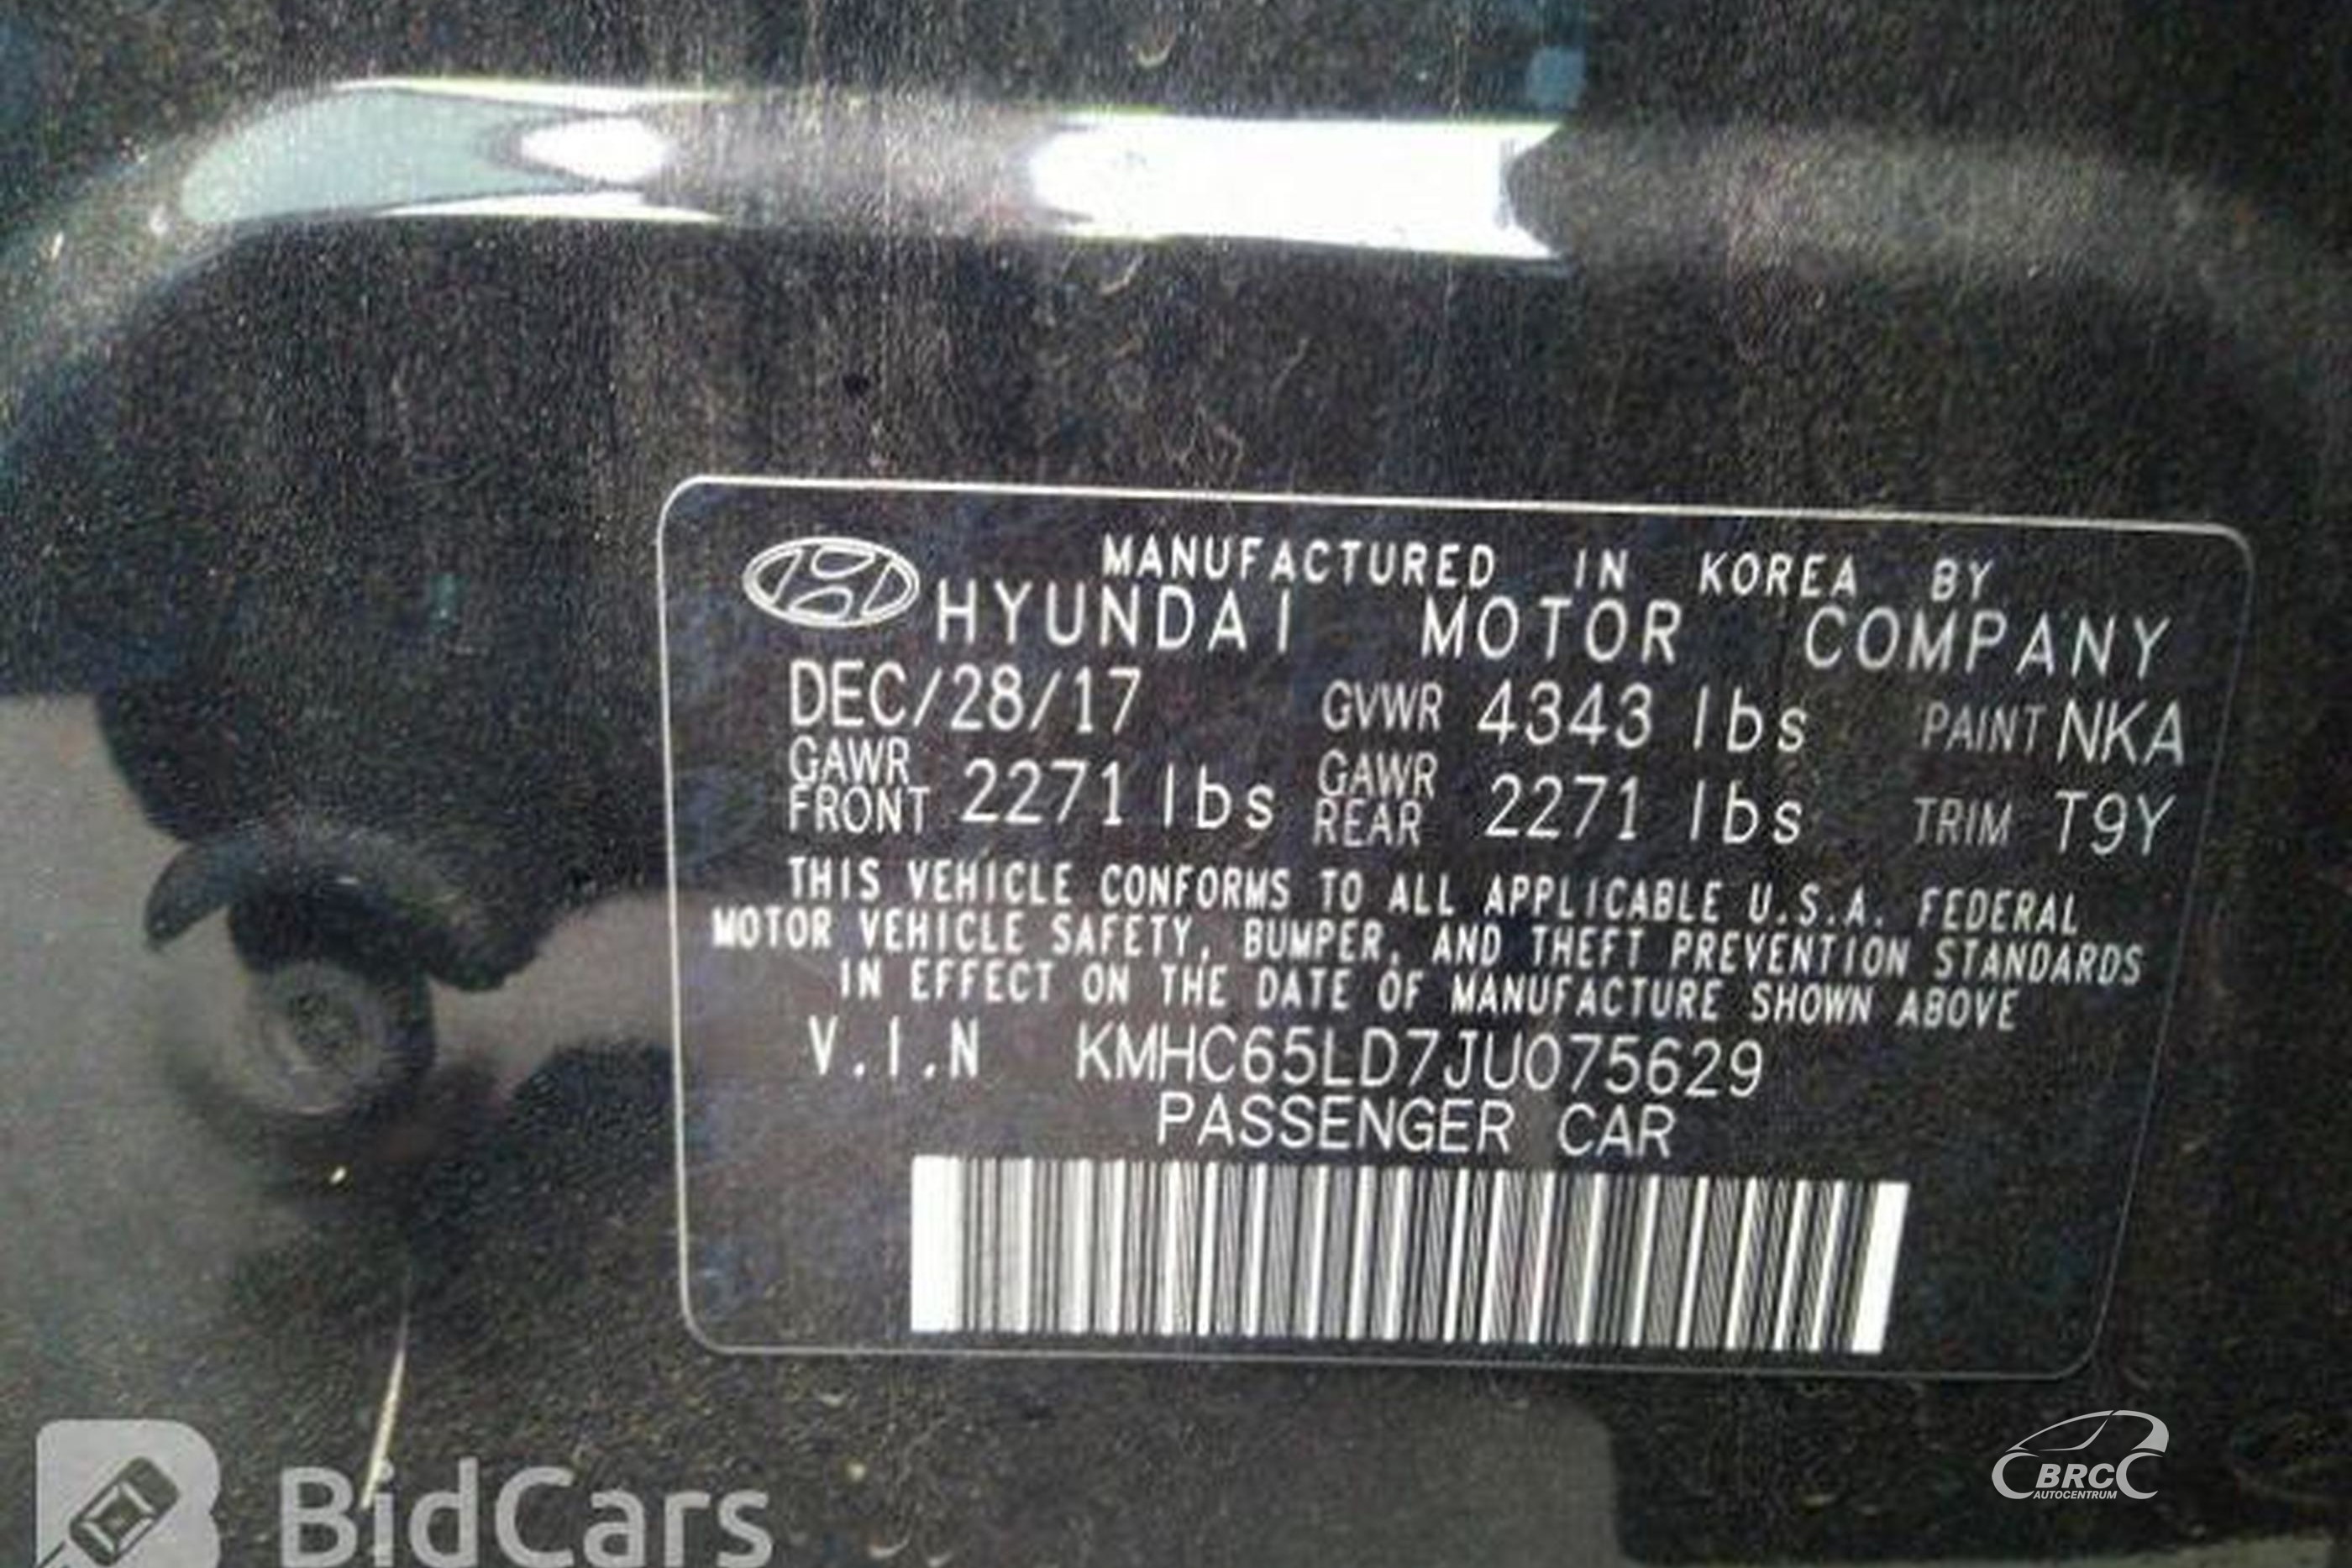 MANUFACTURED IN KOREA BY
HYUNDAI MOTOR COMPANY
DEC/28/17 GVWR 4343 lbs PAINT NKA
GAWR FRONT 2271 lbs GAWR REAR 2271 lbs TRIM T9Y
THIS VEHICLE CONFORMS TO ALL APPLICABLE U.S.A. FEDERAL
MOTOR VEHICLE SAFETY, BUMPER, AND THEFT PREVENTION STANDARDS
IN EFFECT ON THE DATE OF MANUFACTURE SHOWN ABOVE
V.I.N KMHC65LD7JU075629
PASSENGER CAR
BidCars
BRC
AUTOCENTRUM